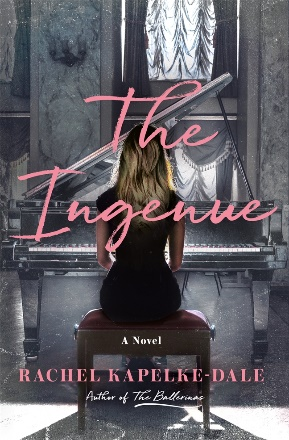 The
Ingenue
A Novel
RACHEL KAPELKE-DALE
Author of The Ballerinas